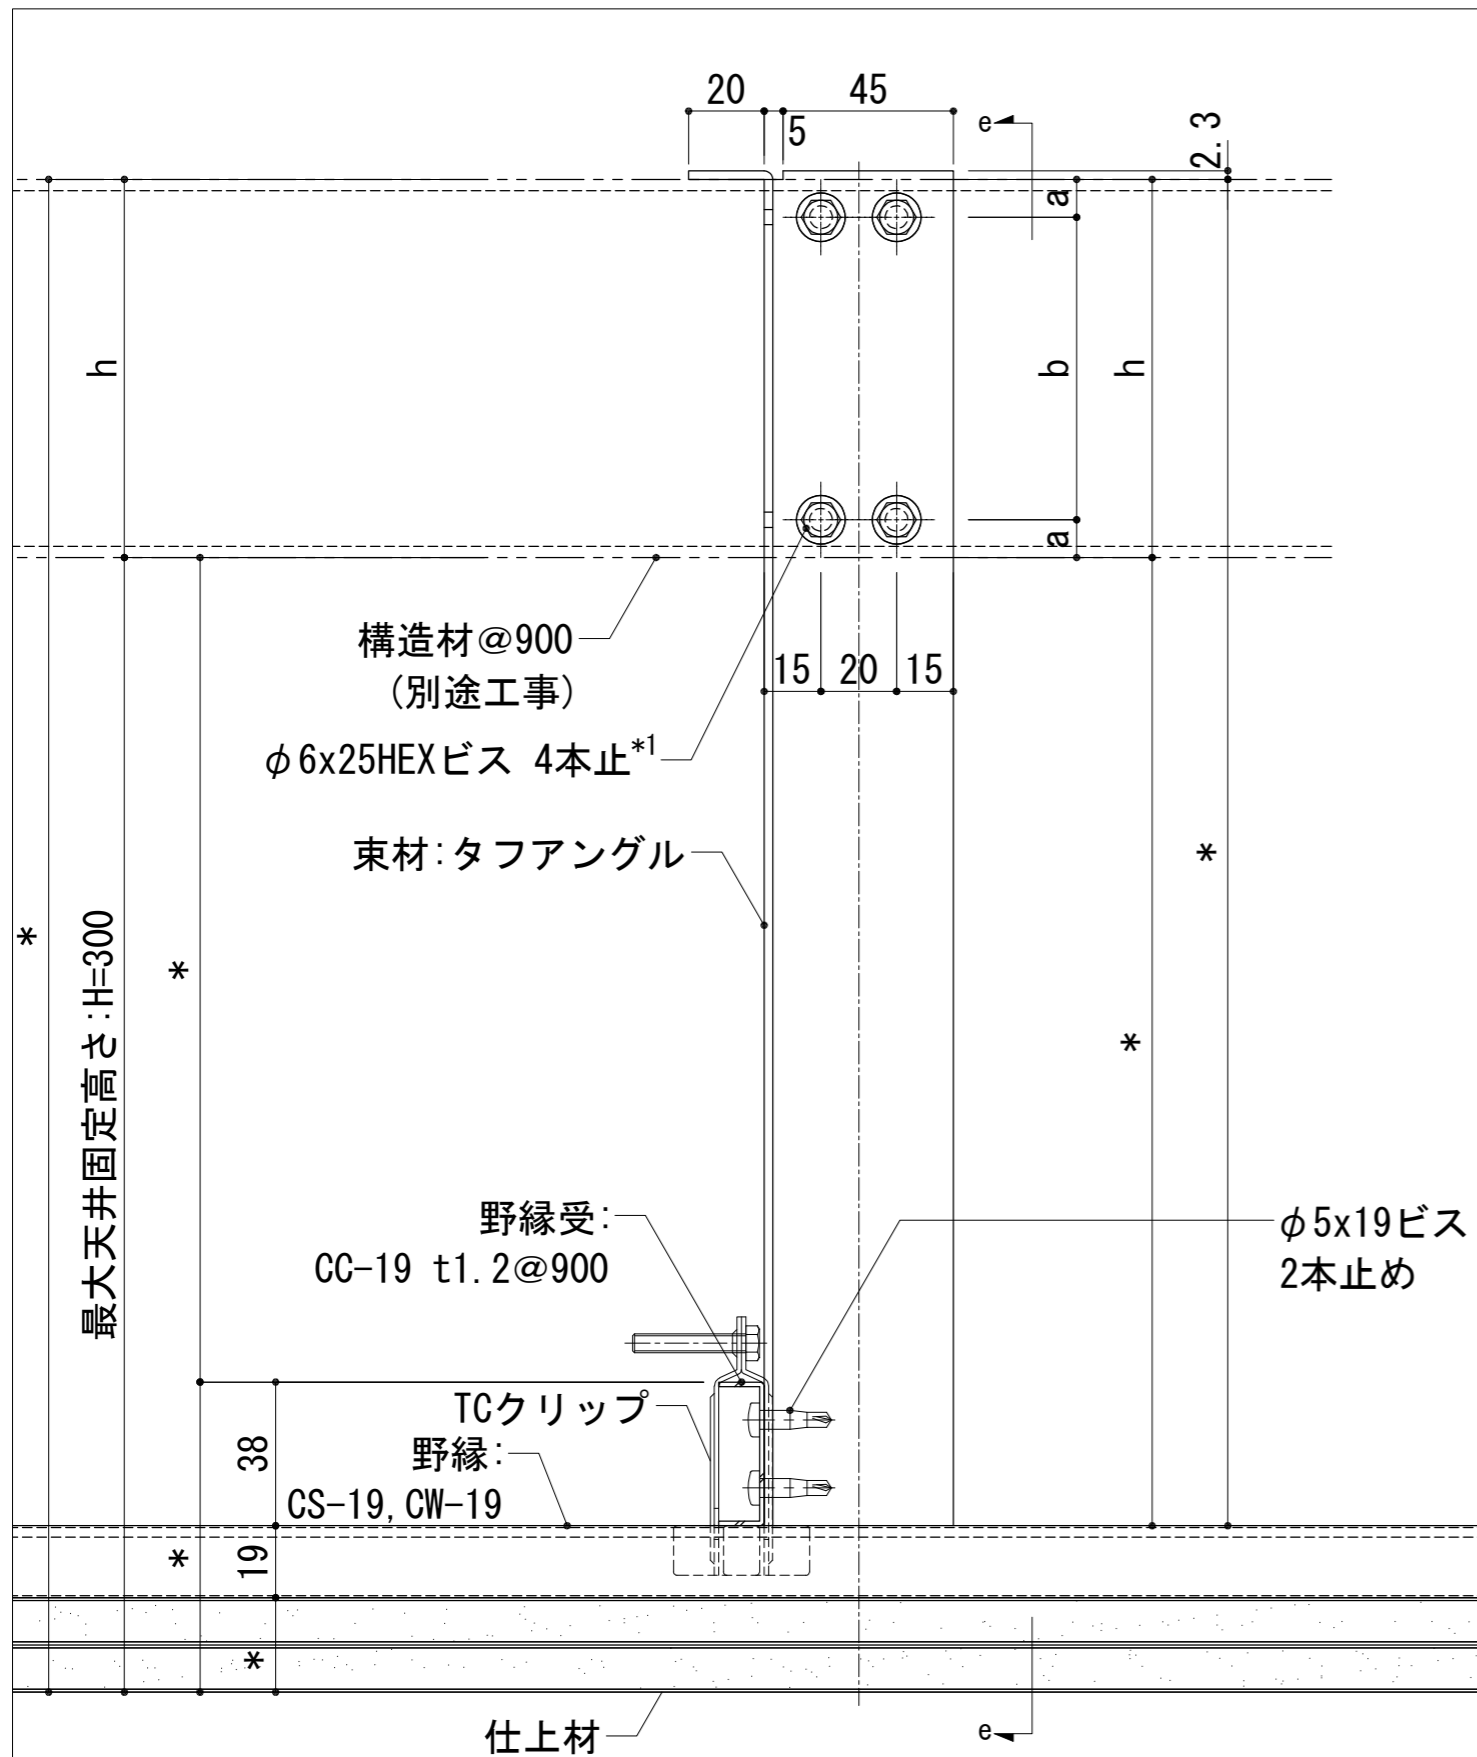 20
45
5
e
2.3
a
h
b
h
a
構造材@900
(別途工事)
15
20
15
φ6x25HEXビス 4本止*1
束材:タフアングル
*
*
*
*
最大天井固定高さ:H=300
野縁受:
CC-19 t1.2@900
φ5x19ビス
2本止め
TCクリップ
38
野縁:
CS-19,CW-19
*
19
*
仕上材
e